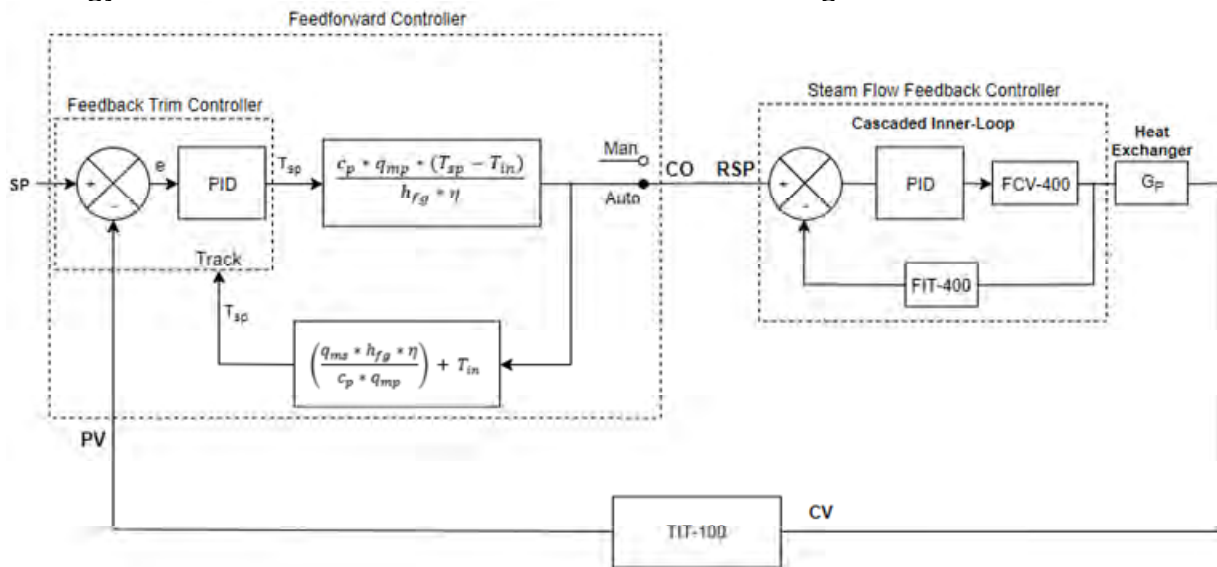 Feedforward Controller
Feedback Trim Controller
Steam Flow Feedback Controller
Cascaded Inner-Loop
Heat
Exchanger
SP
+
-
e
PID
T_sp
c_p * q_mp * (T_sp − T_in)
h_fg * η
Man
Auto
CO
RSP
+
-
PID
FCV-400
G_P
FIT-400
Track
T_sp
(q_ms * h_fg * η / c_p * q_mp) + T_in
PV
CV
TIT-100